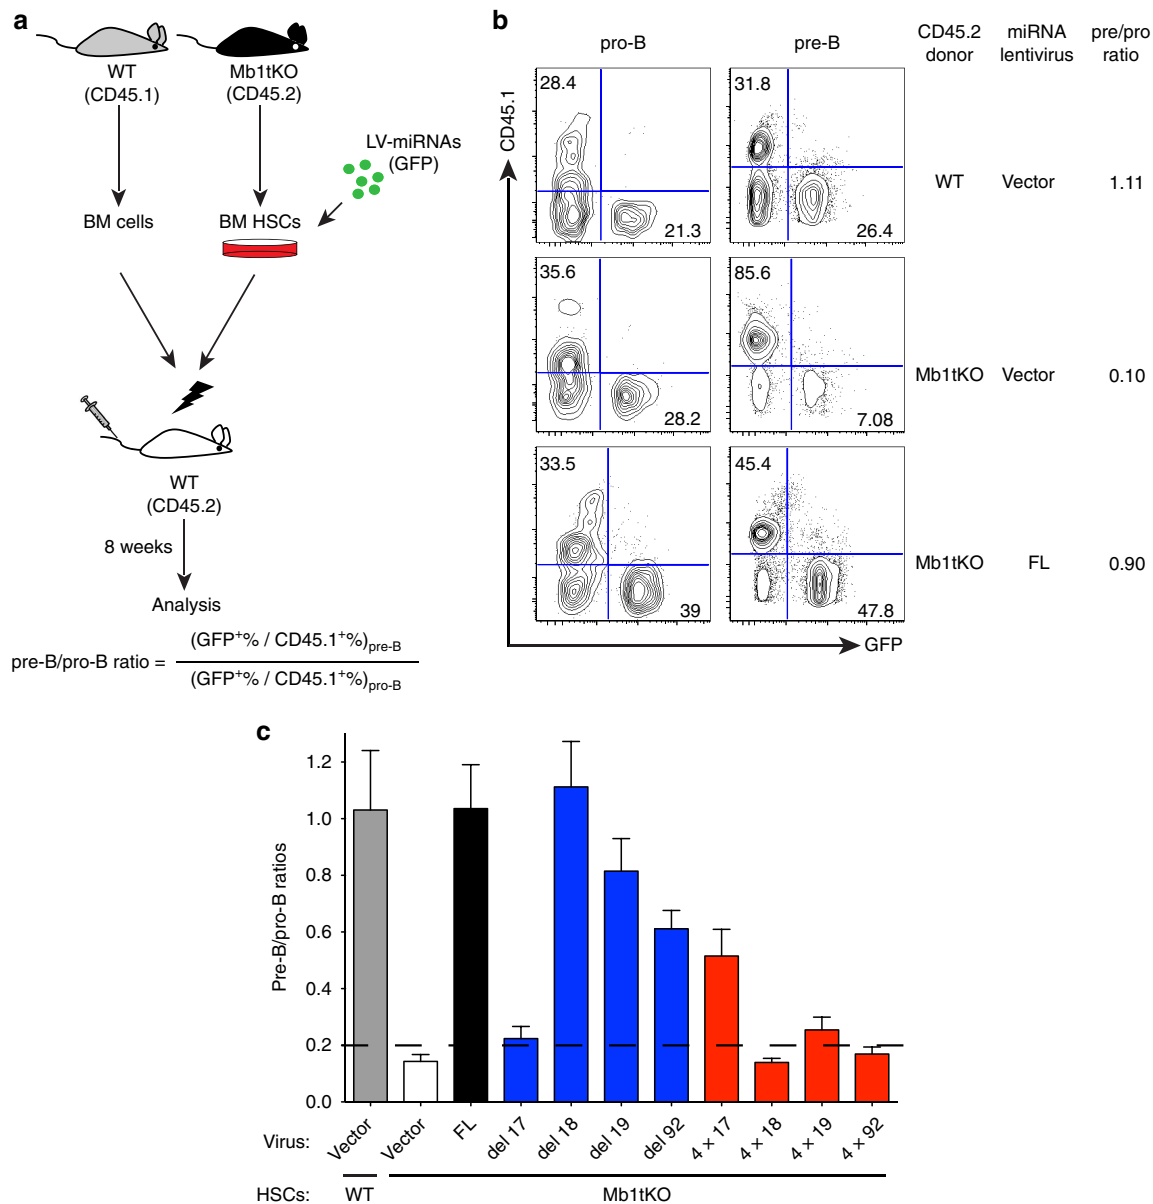 a
WT
(CD45.1)
Mb1tKO
(CD45.2)
LV-miRNAs
(GFP)
BM cells
BM HSCs
WT
(CD45.2)
8 weeks
Analysis
pre-B/pro-B ratio =
(GFP+% / CD45.1+%)pre-B
(GFP+% / CD45.1+%)pro-B
b
pro-B
pre-B
CD45.2
donor
miRNA
lentivirus
pre/pro
ratio
CD45.1
28.4
21.3
31.8
26.4
WT
Vector
1.11
35.6
28.2
85.6
7.08
Mb1tKO
Vector
0.10
33.5
39
45.4
47.8
Mb1tKO
FL
0.90
GFP
c
Pre-B/pro-B ratios
1.2
1.0
0.8
0.6
0.4
0.2
0.0
Virus:
Vector
Vector
FL
del 17
del 18
del 19
del 92
4 × 17
4 × 18
4 × 19
4 × 92
HSCs:
WT
Mb1tKO